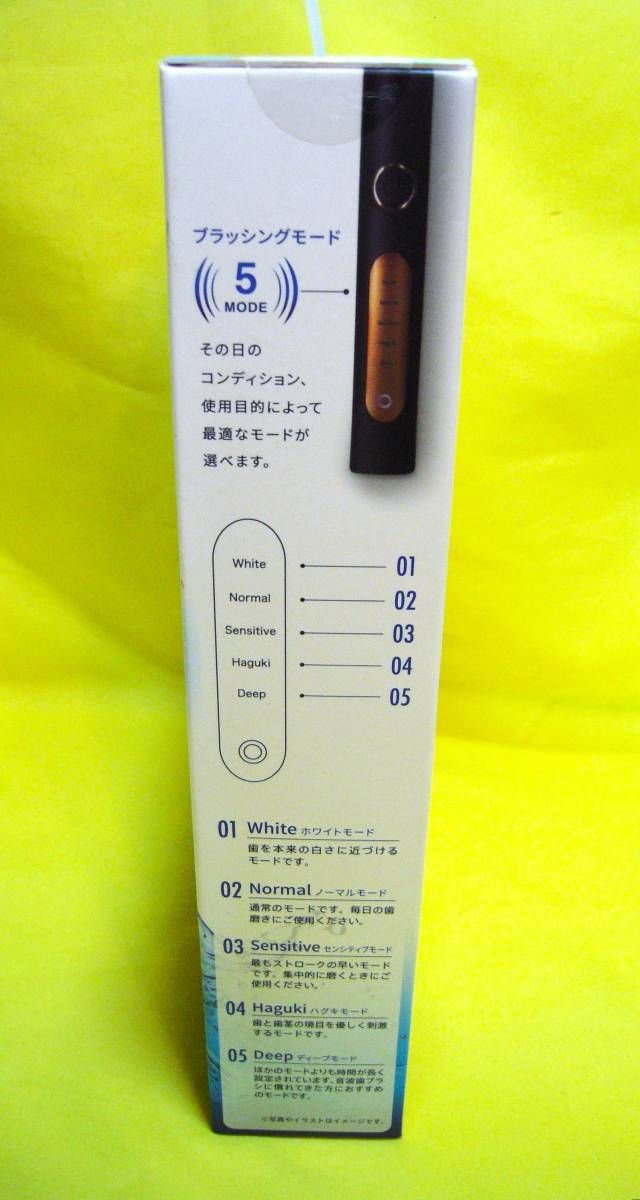 ブラッシングモード
5
MODE
その日の
コンディション、
使用目的によって
最適なモードが
選べます。
White 01
Normal 02
Sensitive 03
Haguki 04
Deep 05
01 White ホワイトモード
歯を本来の白さに近づける
モードです。
02 Normal ノーマルモード
通常のモードです。毎日の歯
磨きにご使用ください。
03 Sensitive センシティブモード
最もストロークの早いモード
です。集中的に磨くときにご
使用ください。
04 Haguki ハグキモード
歯と歯茎の境目を優しく刺激
するモードです。
05 Deep ディープモード
ほかのモードよりも時間が長く
設定されています。音波歯ブラ
シに慣れてきた方におすすめ
のモードです。
※写真やイラストはイメージです。